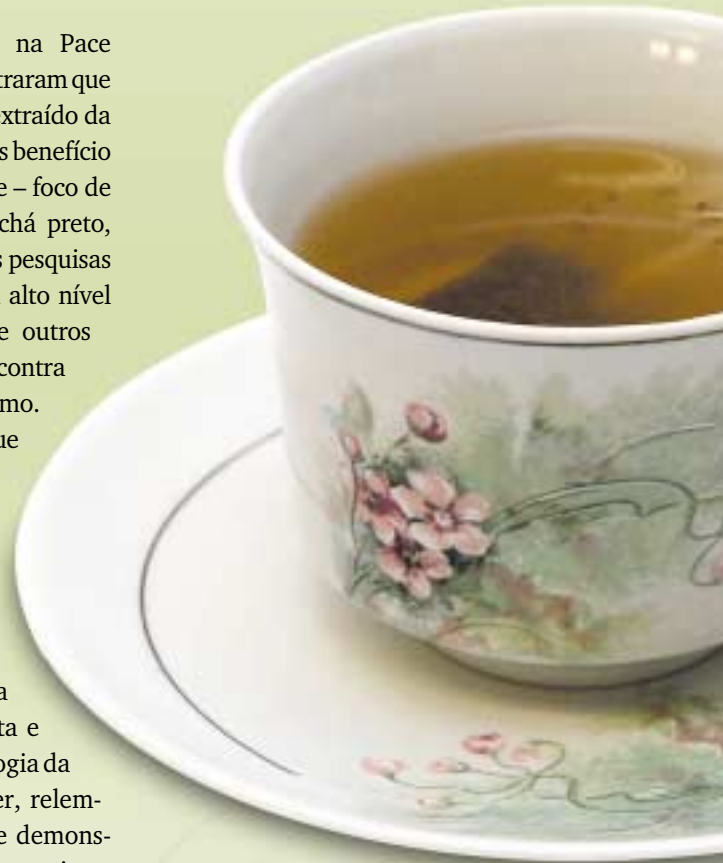 na Pace
traram que
extraído da
s benefício
e – foco de
chá preto,
s pesquisas
alto nível
e outros
contra
mo.
ue
a
ta e
ogia da
er, relem-
e demons-